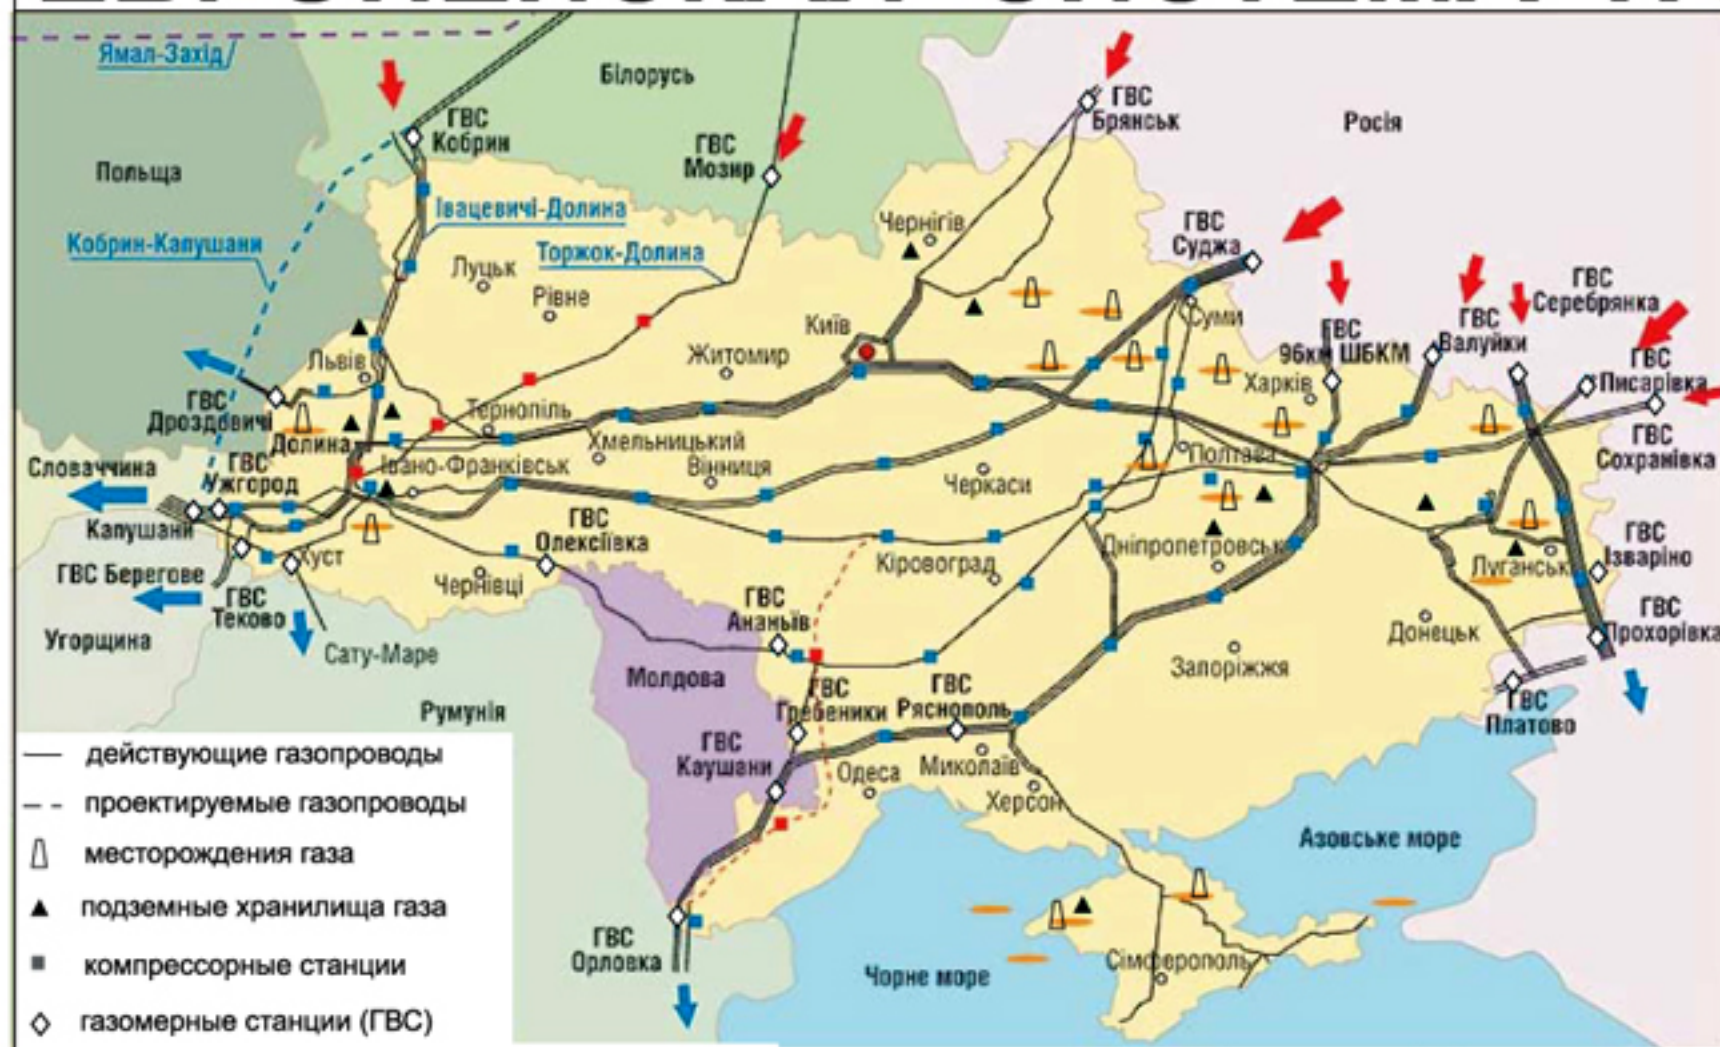 Ямал-Захід
Білорусь
ГВС
Кобрин
ГВС
Мозир
ГВС
Брянськ
Росія
Польща
Івацевичі-Долина
Кобрин-Капушани
Торжок-Долина
Чернігів
ГВС
Суджа
Луцьк
Рівне
Київ
Суми
ГВС
Серебрянка
ГВС
96км ШБКМ
ГВС
Валуйки
ГВС
Писарівка
Львів
Житомир
Харків
ГВС
Дроздовичі
Долина
Тернопіль
Хмельницький
Полтава
ГВС
Сохранівка
Словаччина
ГВС
Ужгород
Івано-Франківськ
Вінниця
Черкаси
Капушани
ГВС
Олексіївка
Хуст
Чернівці
Кіровоград
Дніпропетровськ
Луганськ
ГВС
Ізваріно
ГВС Берегове
ГВС
Теково
ГВС
Ананьїв
Донецьк
ГВС
Прохорівка
Угорщина
Сату-Маре
Молдова
Запоріжжя
Румунія
ГВС
Гребеники
ГВС
Ряснополь
ГВС
Платово
ГВС
Каушани
Одеса
Миколаїв
Херсон
Азовське море
ГВС
Орловка
Чорне море
Сімферополь
действующие газопроводы
проектируемые газопроводы
месторождения газа
подземные хранилища газа
компрессорные станции
газомерные станции (ГВС)